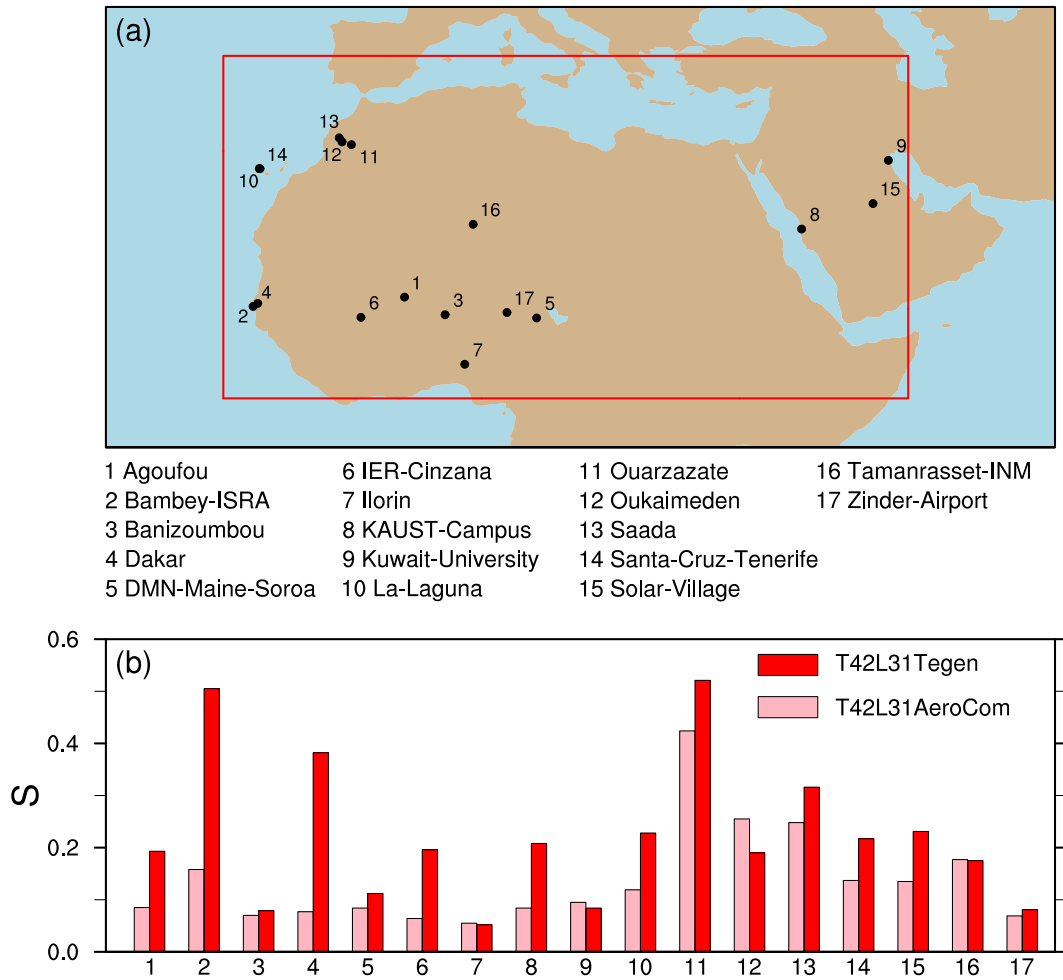 (a)
13
14
12
11
10
9
15
8
16
1
4
2
6
3
17
5
7
1 Agoufou
2 Bambey-ISRA
3 Banizoumbou
4 Dakar
5 DMN-Maine-Soroa
6 IER-Cinzana
7 Ilorin
8 KAUST-Campus
9 Kuwait-University
10 La-Laguna
11 Ouarzazate
12 Oukaimeden
13 Saada
14 Santa-Cruz-Tenerife
15 Solar-Village
16 Tamanrasset-INM
17 Zinder-Airport
(b)
T42L31Tegen
T42L31AeroCom
S
0.6
0.4
0.2
0.0
1 2 3 4 5 6 7 8 9 10 11 12 13 14 15 16 17